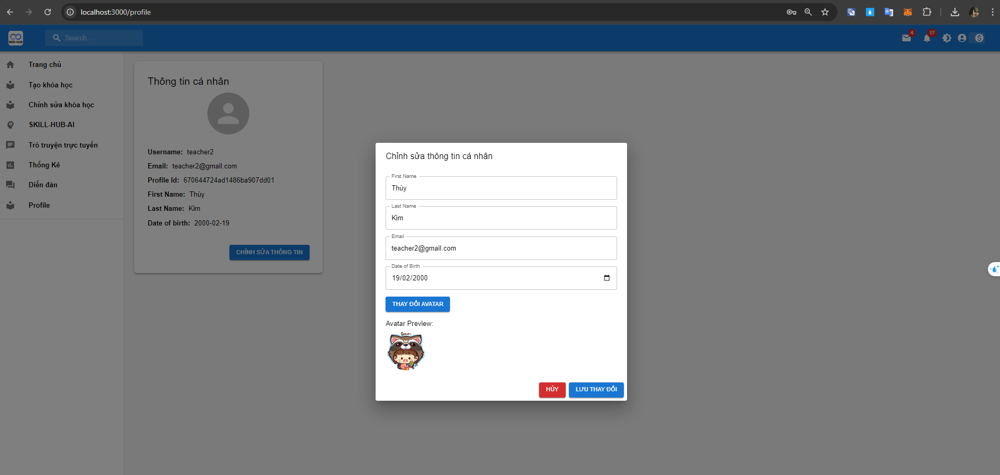 localhost:3000/profile
Skill-Hub
Search...
4
17
Trang chủ
Tạo khóa học
Chỉnh sửa khóa học
SKILL-HUB-AI
Trò truyện trực tuyến
Thống Kê
Diễn đản
Profile
Thông tin cá nhân
Username: teacher2
Email: teacher2@gmail.com
Profile Id: 670644724ad1486ba907dd01
First Name: Thùy
Last Name: Kim
Date of birth: 2000-02-19
CHỈNH SỬA THÔNG TIN
Chỉnh sửa thông tin cá nhân
First Name
Thùy
Last Name
Kim
Email
teacher2@gmail.com
Date of Birth
19/02/2000
THAY ĐỔI AVATAR
Avatar Preview:
HỦY
LƯU THAY ĐỔI